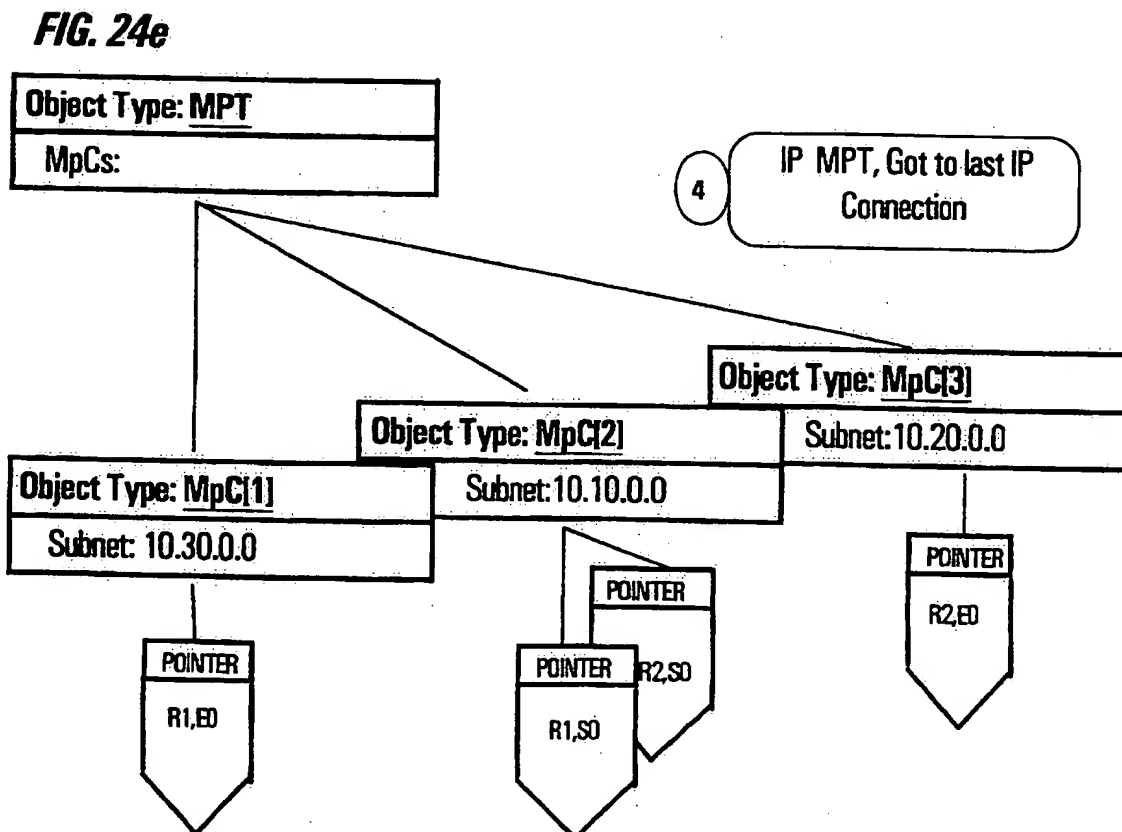 FIG. 24e
Object Type: MPT
MpCs:
4
IP MPT, Got to last IP
Connection
Object Type: MpC[3]
Subnet:10.20.0.0
Object Type: MpC[2]
Subnet:10.10.0.0
Object Type: MpC[1]
Subnet: 10.30.0.0
POINTER
R1,E0
POINTER
R1,S0
POINTER
R2,S0
POINTER
R2,E0